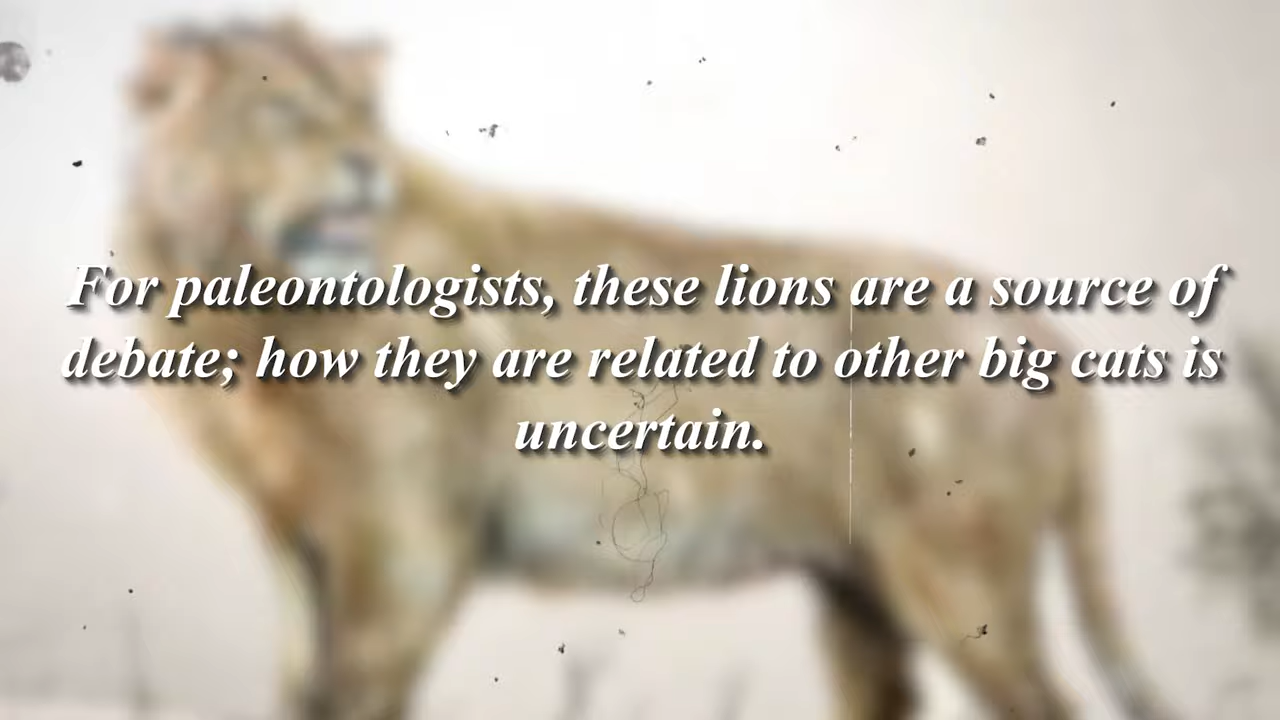 For paleontologists, these lions are a source of
debate; how they are related to other big cats is
uncertain.